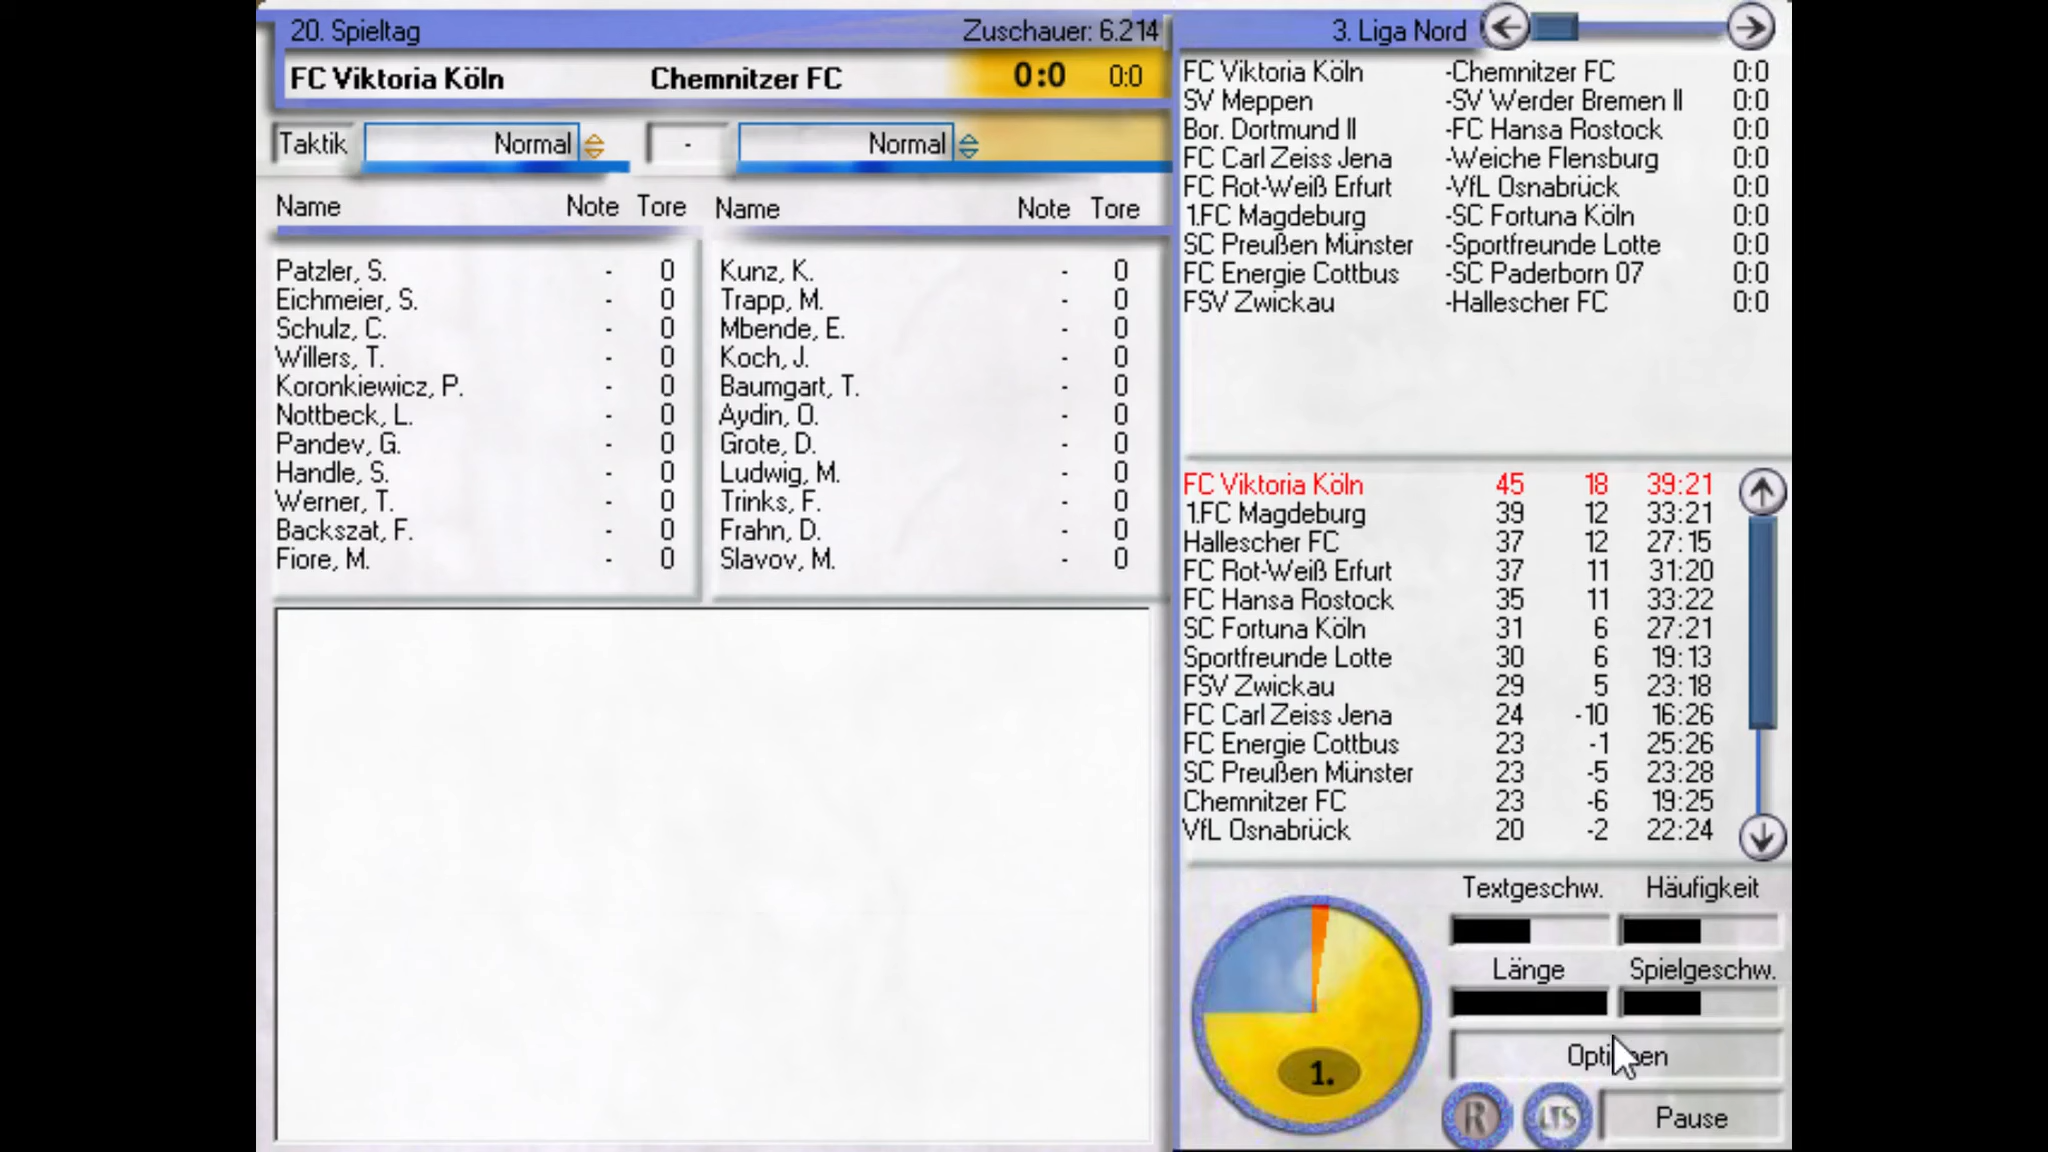 20. Spieltag Zuschauer: 6.214
FC Viktoria Köln Chemnitzer FC 0:0 0:0
Taktik Normal - Normal
Name Note Tore Name Note Tore
Patzler, S. - 0 Kunz, K. - 0
Eichmeier, S. - 0 Trapp, M. - 0
Schulz, C. - 0 Mbende, E. - 0
Willers, T. - 0 Koch, J. - 0
Koronkiewicz, P. - 0 Baumgart, T. - 0
Nottbeck, L. - 0 Aydin, O. - 0
Pandev, G. - 0 Grote, D. - 0
Handle, S. - 0 Ludwig, M. - 0
Werner, T. - 0 Trinks, F. - 0
Backszat, F. - 0 Frahn, D. - 0
Fiore, M. - 0 Slavov, M. - 0
3. Liga Nord
FC Viktoria Köln -Chemnitzer FC 0:0
SV Meppen -SV Werder Bremen II 0:0
Bor. Dortmund II -FC Hansa Rostock 0:0
FC Carl Zeiss Jena -Weiche Flensburg 0:0
FC Rot-Weiß Erfurt -VfL Osnabrück 0:0
1.FC Magdeburg -SC Fortuna Köln 0:0
SC Preußen Münster -Sportfreunde Lotte 0:0
FC Energie Cottbus -SC Paderborn 07 0:0
FSV Zwickau -Hallescher FC 0:0
FC Viktoria Köln 45 18 39:21
1.FC Magdeburg 39 12 33:21
Hallescher FC 37 12 27:15
FC Rot-Weiß Erfurt 37 11 31:20
FC Hansa Rostock 35 11 33:22
SC Fortuna Köln 31 6 27:21
Sportfreunde Lotte 30 6 19:13
FSV Zwickau 29 5 23:18
FC Carl Zeiss Jena 24 -10 16:26
FC Energie Cottbus 23 -1 25:26
SC Preußen Münster 23 -5 23:28
Chemnitzer FC 23 -6 19:25
VfL Osnabrück 20 -2 22:24
Textgeschw. Häufigkeit
Länge Spielgeschw.
Optionen
1.
R LTS Pause